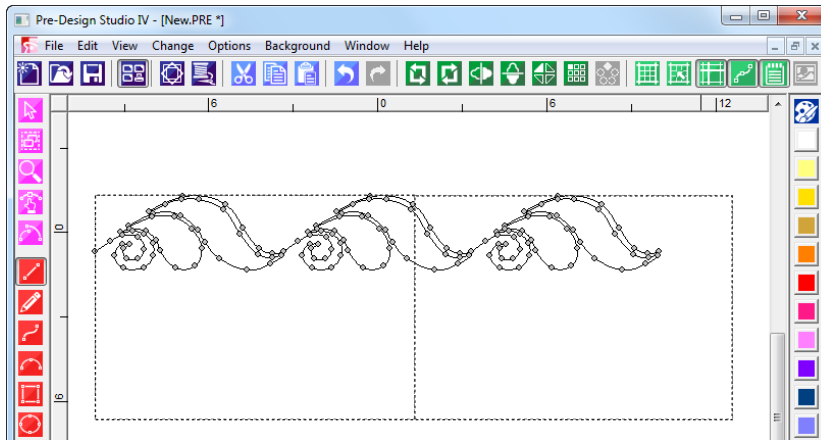 Pre-Design Studio IV - [New.PRE *]
File Edit View Change Options Background Window Help
6 0 6 12
0
6